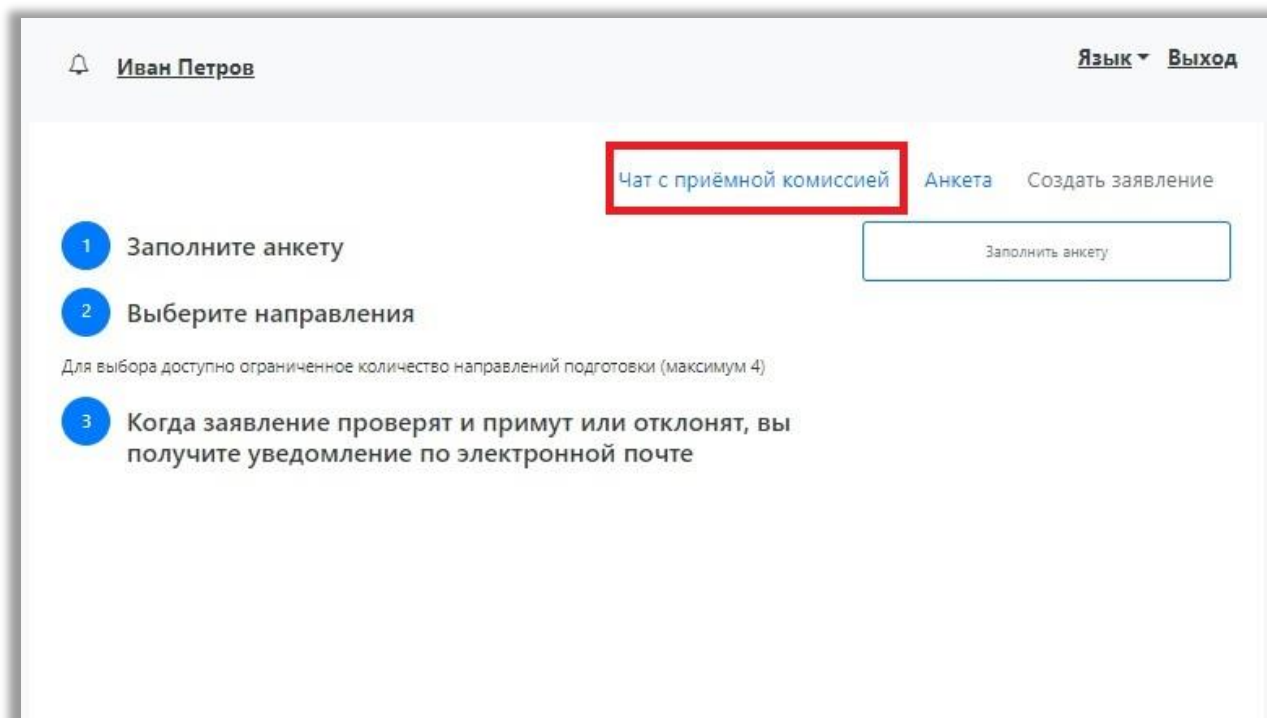 Иван Петров
Язык Выход
Чат с приёмной комиссией Анкета Создать заявление
1 Заполните анкету
Заполнить анкету
2 Выберите направления
Для выбора доступно ограниченное количество направлений подготовки (максимум 4)
3 Когда заявление проверят и примут или отклонят, вы
получите уведомление по электронной почте